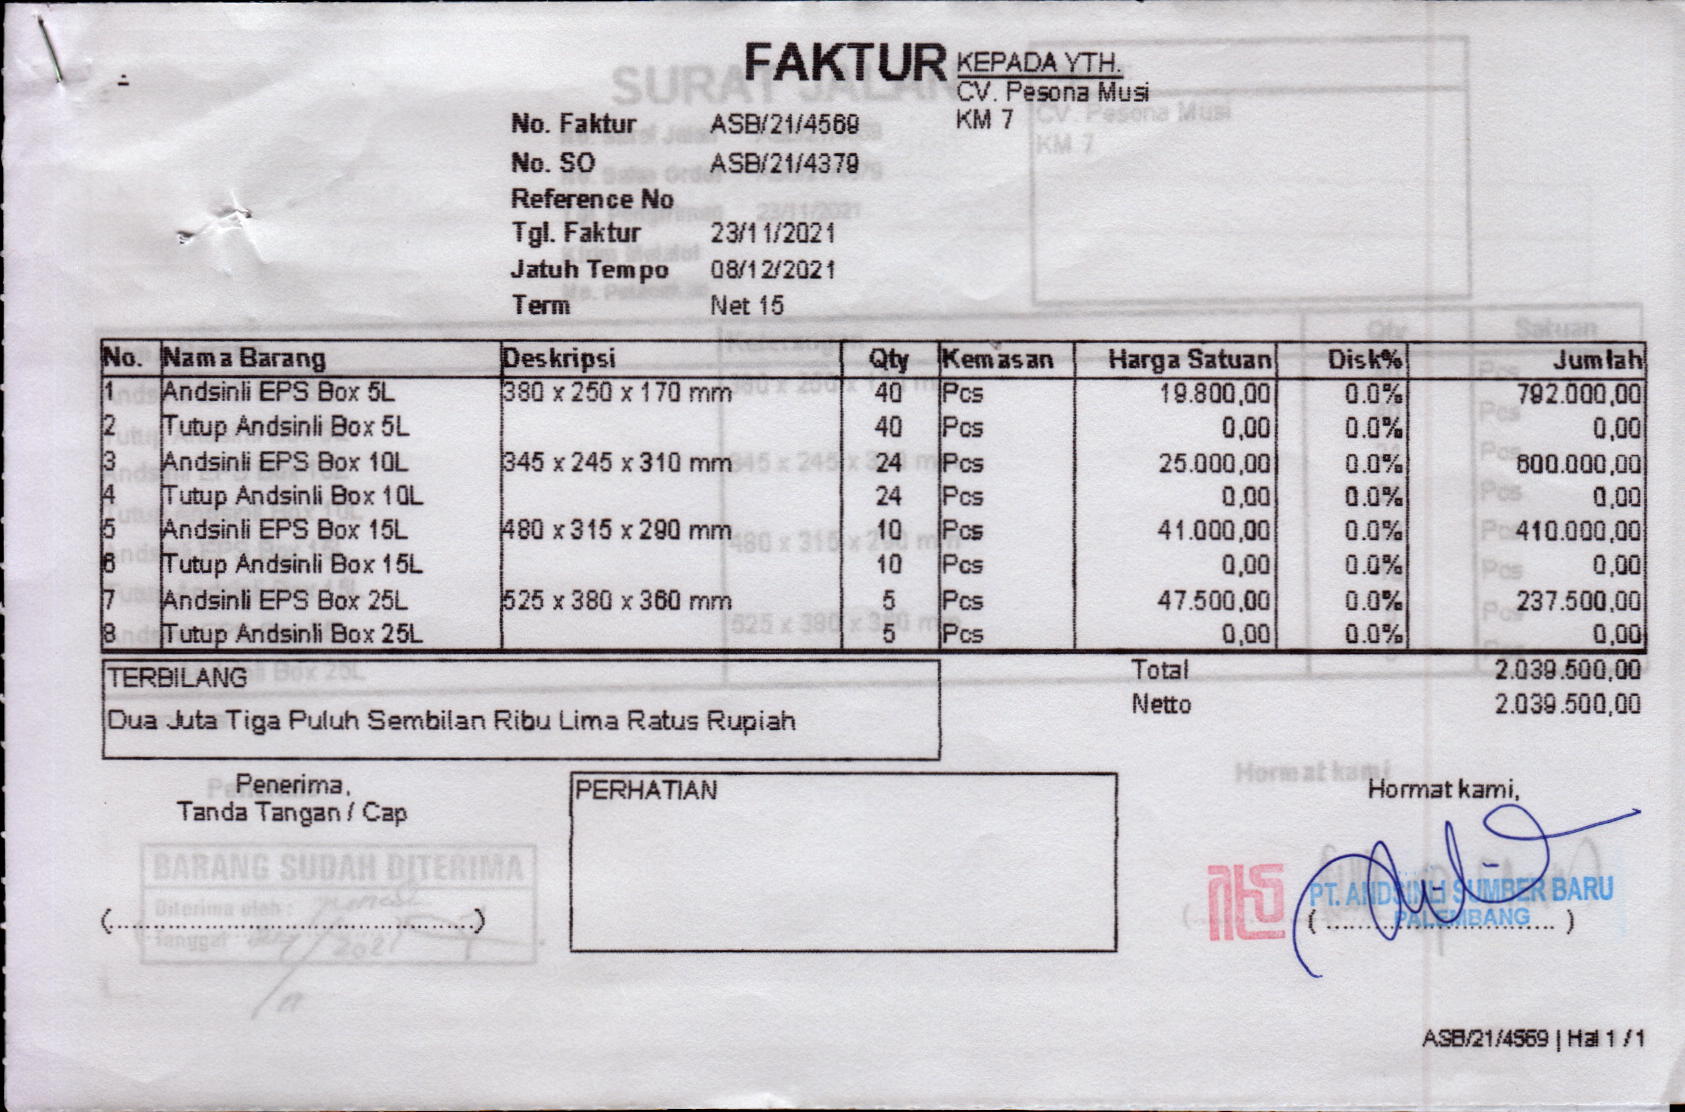 FAKTUR
KEPADA YTH.
CV. Pesona Musi
KM 7
No. Faktur ASB/21/4569
No. SO ASB/21/4379
Reference No
Tgl. Faktur 23/11/2021
Jatuh Tempo 08/12/2021
Term Net 15
No. Nama Barang Deskripsi Qty Kemasan Harga Satuan Disk% Jumlah
1 Andsinli EPS Box 5L 380 x 250 x 170 mm 40 Pcs 19.800,00 0.0% 792.000,00
2 Tutup Andsinli Box 5L 40 Pcs 0,00 0.0% 0,00
3 Andsinli EPS Box 10L 345 x 245 x 310 mm 24 Pcs 25.000,00 0.0% 600.000,00
4 Tutup Andsinli Box 10L 24 Pcs 0,00 0.0% 0,00
5 Andsinli EPS Box 15L 480 x 315 x 290 mm 10 Pcs 41.000,00 0.0% 410.000,00
6 Tutup Andsinli Box 15L 10 Pcs 0,00 0.0% 0,00
7 Andsinli EPS Box 25L 525 x 380 x 360 mm 5 Pcs 47.500,00 0.0% 237.500,00
8 Tutup Andsinli Box 25L 5 Pcs 0,00 0.0% 0,00
Total 2.039.500,00
Netto 2.039.500,00
TERBILANG
Dua Juta Tiga Puluh Sembilan Ribu Lima Ratus Rupiah
Penerima,
Tanda Tangan / Cap
PERHATIAN
Hormat kami,
BARANG SUDAH DITERIMA
Diterima oleh :
Tanggal
2021
PT. ANDSINLI SUMBER BARU
PALEMBANG
ASB/21/4569 | Hal 1 / 1